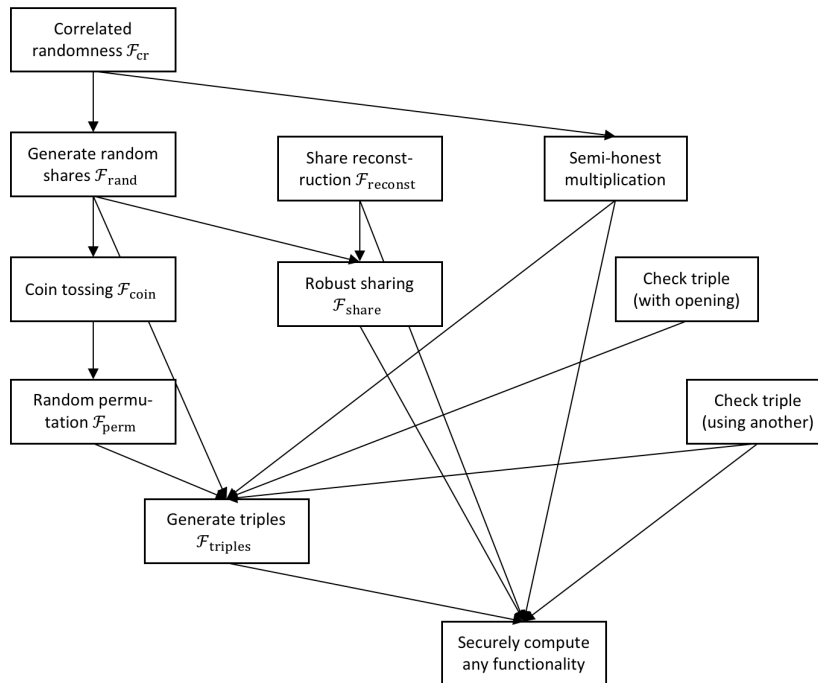 Correlated
randomness ℱcr
Generate random
shares ℱrand
Share reconst-
ruction ℱreconst
Semi-honest
multiplication
Coin tossing ℱcoin
Robust sharing
ℱshare
Check triple
(with opening)
Random permu-
tation ℱperm
Check triple
(using another)
Generate triples
ℱtriples
Securely compute
any functionality